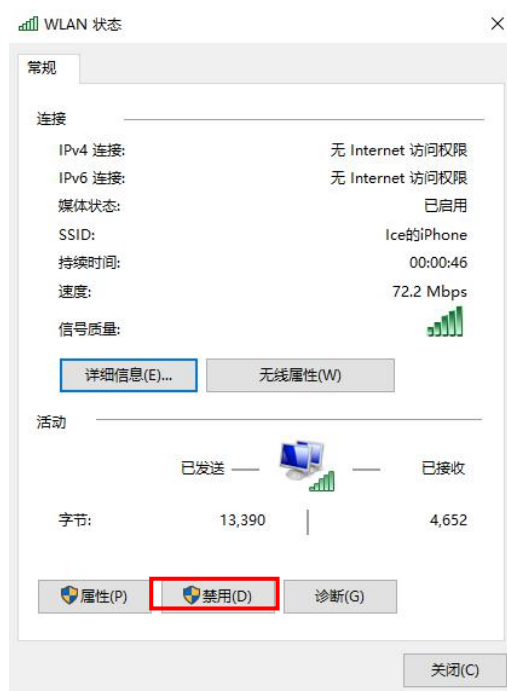 WLAN 状态
常规
连接
IPv4 连接: 无 Internet 访问权限
IPv6 连接: 无 Internet 访问权限
媒体状态: 已启用
SSID: Ice的iPhone
持续时间: 00:00:46
速度: 72.2 Mbps
信号质量:
详细信息(E)... 无线属性(W)
活动
已发送 — — 已接收
字节: 13,390 4,652
属性(P) 禁用(D) 诊断(G)
关闭(C)